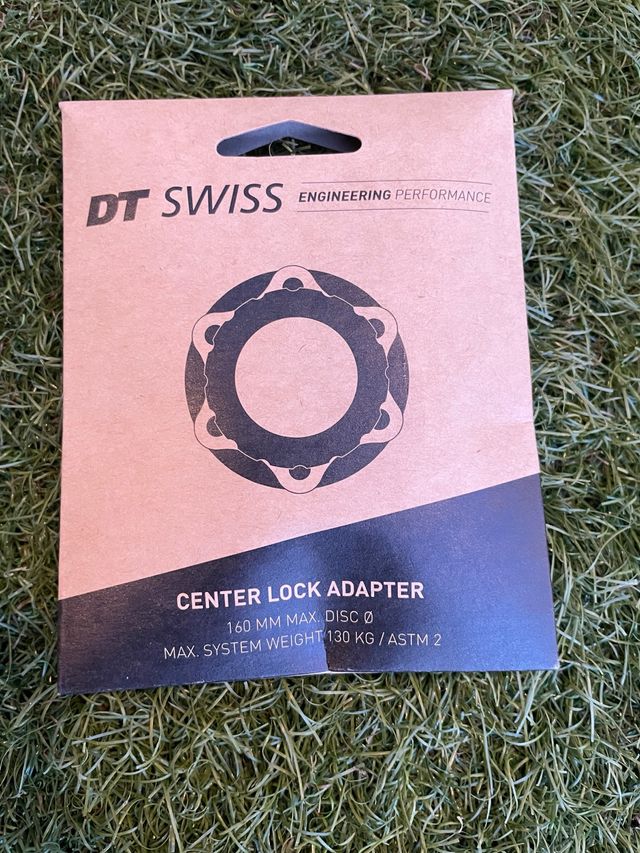 DT SWISS ENGINEERING PERFORMANCE
CENTER LOCK ADAPTER
160 MM MAX. DISC Ø
MAX. SYSTEM WEIGHT 130 KG / ASTM 2